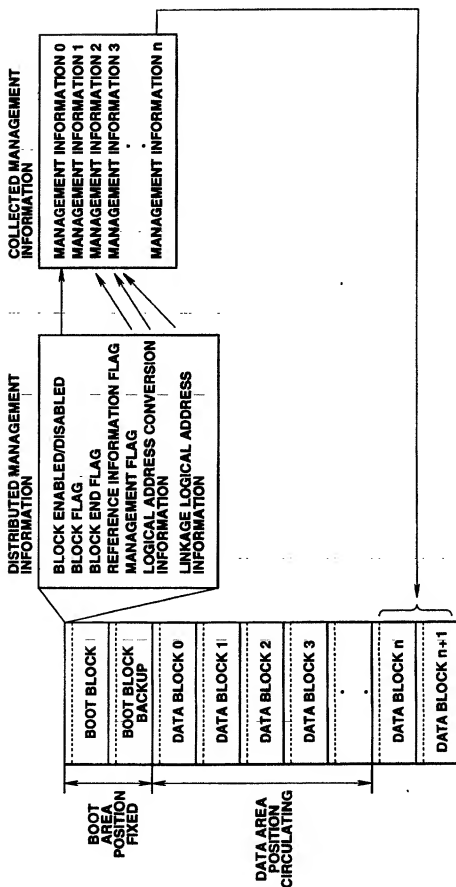 DISTRIBUTED MANAGEMENT
INFORMATION
COLLECTED MANAGEMENT
INFORMATION
BOOT
AREA
POSITION
FIXED
DATA AREA
POSITION
CIRCULATING
BOOT BLOCK
BOOT BLOCK
BACKUP
DATA BLOCK 0
DATA BLOCK 1
DATA BLOCK 2
DATA BLOCK 3
DATA BLOCK n
DATA BLOCK n+1
BLOCK ENABLED/DISABLED
BLOCK FLAG
BLOCK END FLAG
REFERENCE INFORMATION FLAG
MANAGEMENT FLAG
LOGICAL ADDRESS CONVERSION
INFORMATION
LINKAGE LOGICAL ADDRESS
INFORMATION
MANAGEMENT INFORMATION 0
MANAGEMENT INFORMATION 1
MANAGEMENT INFORMATION 2
MANAGEMENT INFORMATION 3
MANAGEMENT INFORMATION n